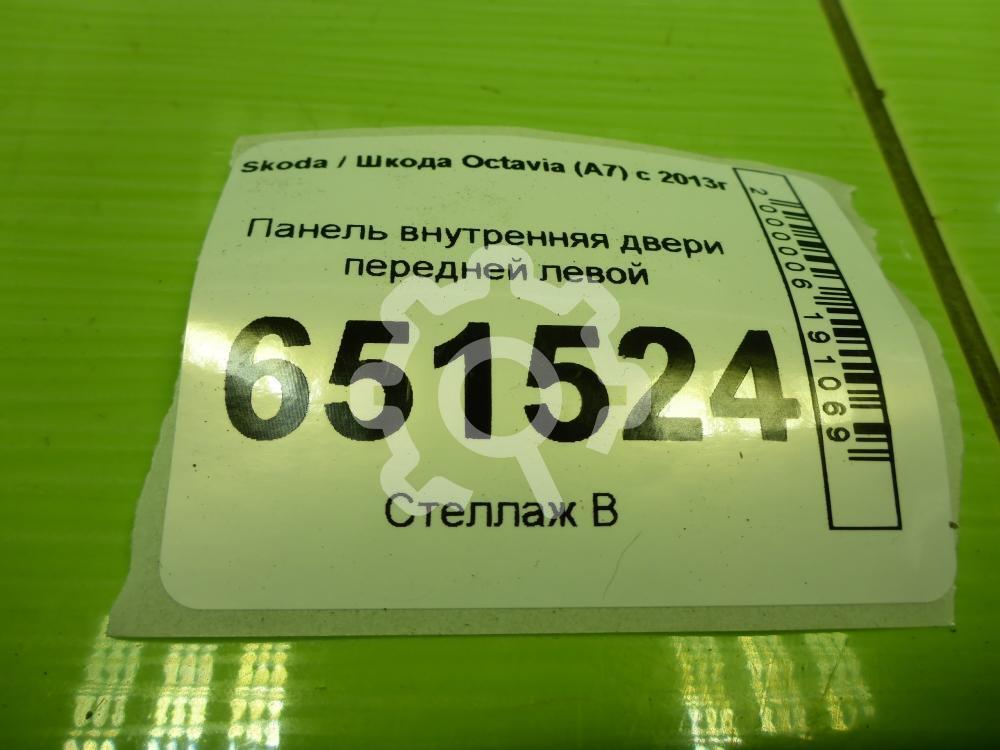 Skoda / Шкода Octavia (A7) с 2013г
Панель внутренняя двери
передней левой
651524
Стеллаж В
2000006191069